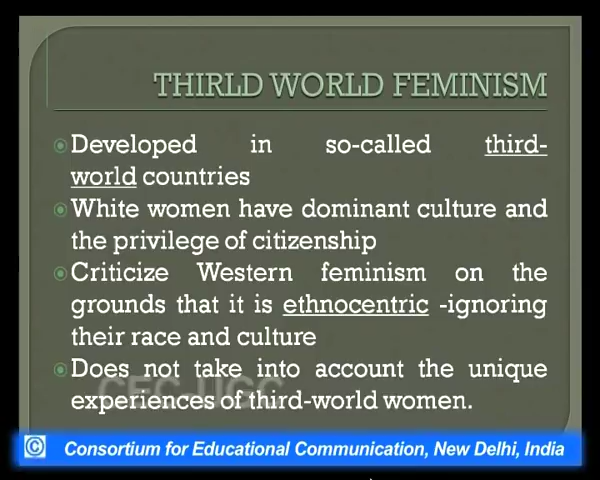 THIRLD WORLD FEMINISM
Developed in so-called third-
world countries
White women have dominant culture and
the privilege of citizenship
Criticize Western feminism on the
grounds that it is ethnocentric -ignoring
their race and culture
Does not take into account the unique
CEC-UGC
experiences of third-world women.
© Consortium for Educational Communication, New Delhi, India